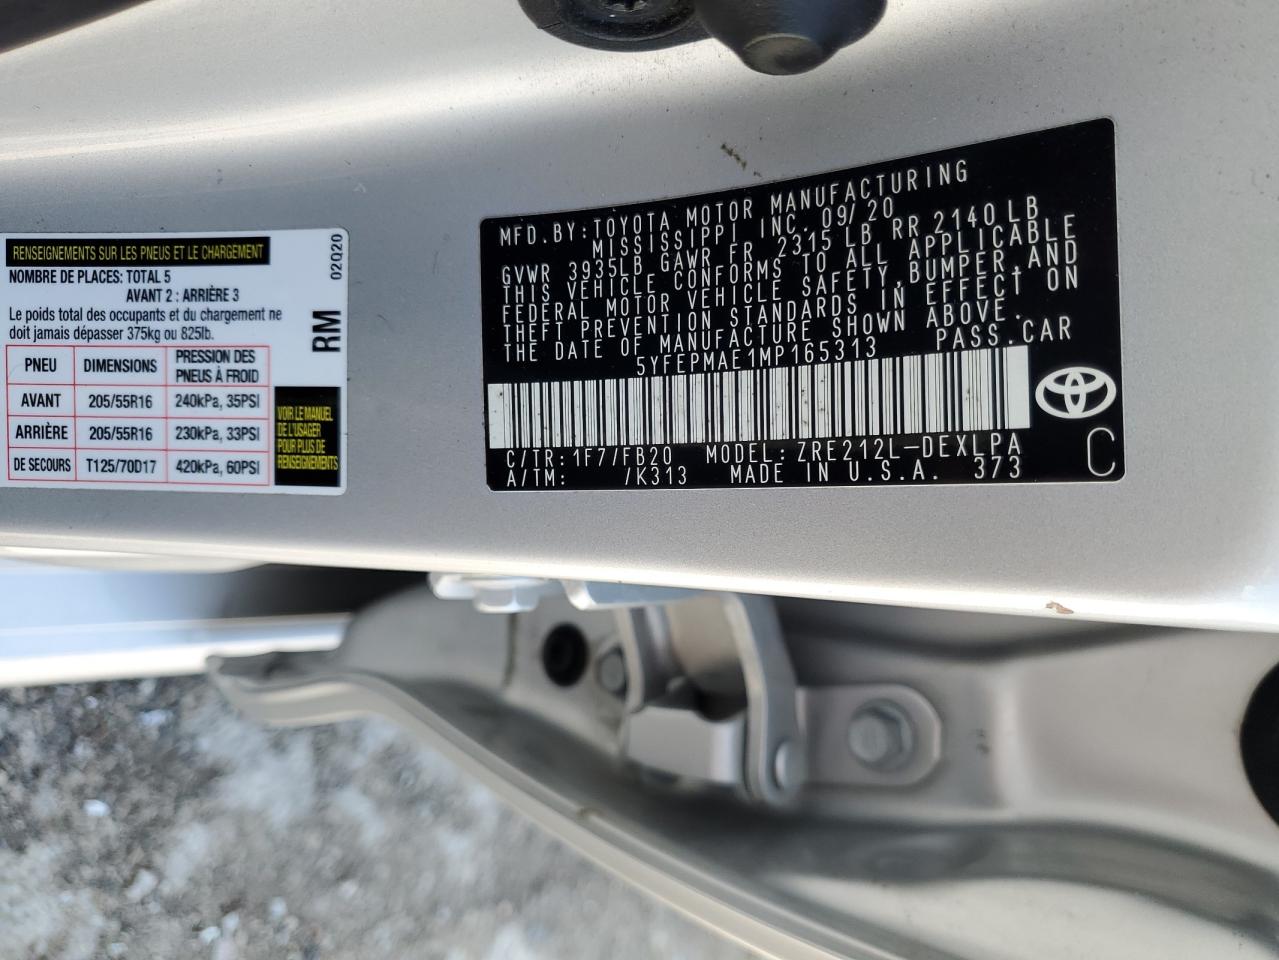 RENSEIGNEMENTS SUR LES PNEUS ET LE CHARGEMENT
NOMBRE DE PLACES: TOTAL 5
AVANT 2 : ARRIÈRE 3
Le poids total des occupants et du chargement ne
doit jamais dépasser 375kg ou 825lb.
PNEU DIMENSIONS PRESSION DES PNEUS À FROID
AVANT 205/55R16 240kPa, 35PSI
ARRIÈRE 205/55R16 230kPa, 33PSI
DE SECOURS T125/70D17 420kPa, 60PSI
02Q20
RM
VOIR LE MANUEL
DE L'USAGER
POUR PLUS DE
RENSEIGNEMENTS
MFD.BY:TOYOTA MOTOR MANUFACTURING
MISSISSIPPI INC. 09/20
GVWR 3935LB GAWR FR 2315 LB RR 2140 LB
THIS VEHICLE CONFORMS TO ALL APPLICABLE
FEDERAL MOTOR VEHICLE SAFETY,BUMPER,AND
THEFT PREVENTION STANDARDS IN EFFECT ON
THE DATE OF MANUFACTURE SHOWN ABOVE.
5YFEPMAE1MP165313 PASS.CAR
C/TR:1F7/FB20 MODEL:ZRE212L-DEXLPA
A/TM: /K313 MADE IN U.S.A. 373
C